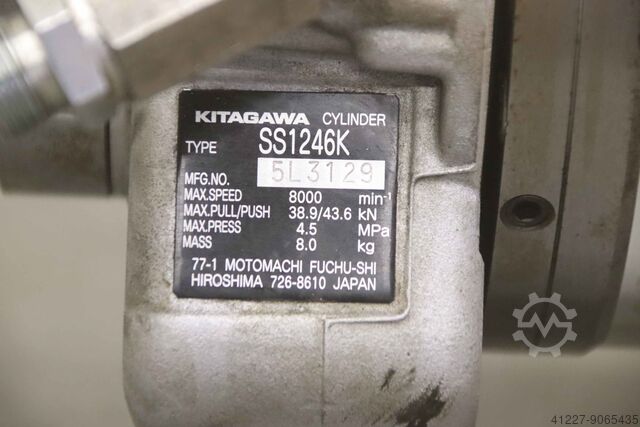 KITAGAWA CYLINDER
TYPE SS1246K
MFG.NO. 5L3129
MAX.SPEED 8000 min-1
MAX.PULL/PUSH 38.9/43.6 kN
MAX.PRESS 4.5 MPa
MASS 8.0 kg
77-1 MOTOMACHI FUCHU-SHI
HIROSHIMA 726-8610 JAPAN
41227-9065435